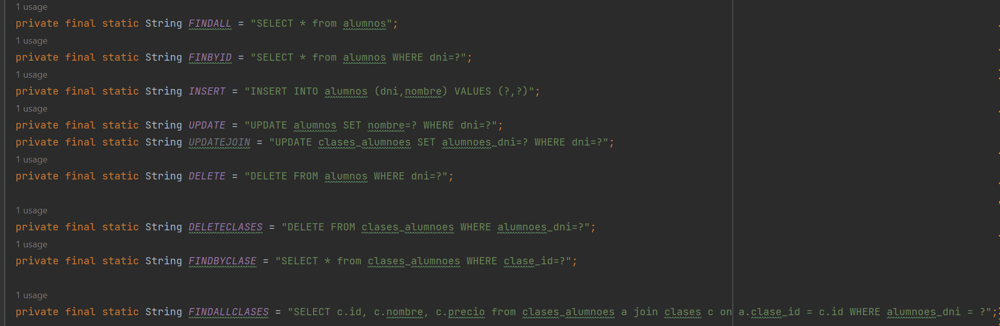 1 usage
private final static String FINDALL = "SELECT * from alumnos";
1 usage
private final static String FINBYID = "SELECT * from alumnos WHERE dni=?";
1 usage
private final static String INSERT = "INSERT INTO alumnos (dni,nombre) VALUES (?,?)";
1 usage
private final static String UPDATE = "UPDATE alumnos SET nombre=? WHERE dni=?";
private final static String UPDATEJOIN = "UPDATE clases_alumnoes SET alumnoes_dni=? WHERE dni=?";
1 usage
private final static String DELETE = "DELETE FROM alumnos WHERE dni=?";
1 usage
private final static String DELETECLASES = "DELETE FROM clases_alumnoes WHERE alumnoes_dni=?";
1 usage
private final static String FINDBYCLASE = "SELECT * from clases_alumnoes WHERE clase_id=?";
1 usage
private final static String FINDALLCLASES = "SELECT c.id, c.nombre, c.precio from clases_alumnoes a join clases c on a.clase_id = c.id WHERE alumnoes_dni = ?";